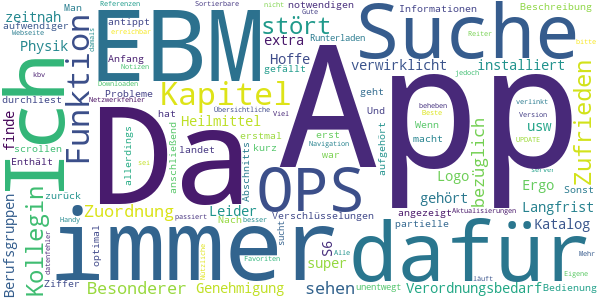 zeitnah Man antippt Referenzen Sortierbare nicht notwendigen Beschreibung
aufwendiger damals EBM stört Gute Informationen Suche
Webseite Physik Anfang extra Runterladen erreichbar Reiter bitte
Ich Funktion Notizen Hoffe gefällt verwirklicht installiert
kbv Downloaden Kapitel App jedoch Zufrieden
durchliest Probleme Übersichtliche geht beheben verlinkt
finde Netzwerkfehler Da Viel Und Beste Version usw
scrollen hat Heilmittel aufgehört Wenn macht UPDATE
Enthält allerdings anschließend erstmal erst Navigation server
landet kurz war bezüglich
Berufsgruppen Kollegin zurück sei Abschnitts OPS gehört Logo Ergo Sonst
Zuordnung Leider Verschlüsselungen angezeigt Aktualisierungen Langfrist
Handy passiert Nach besser partielle Katalog
Ziffer immer sucht S6 dafür Mehr
datenfehler optimal Nützliche super Alle läuft Eigene
Besonderer Genehmigung Favoriten sehen unentwegt Verordnungsbedarf Bedienung